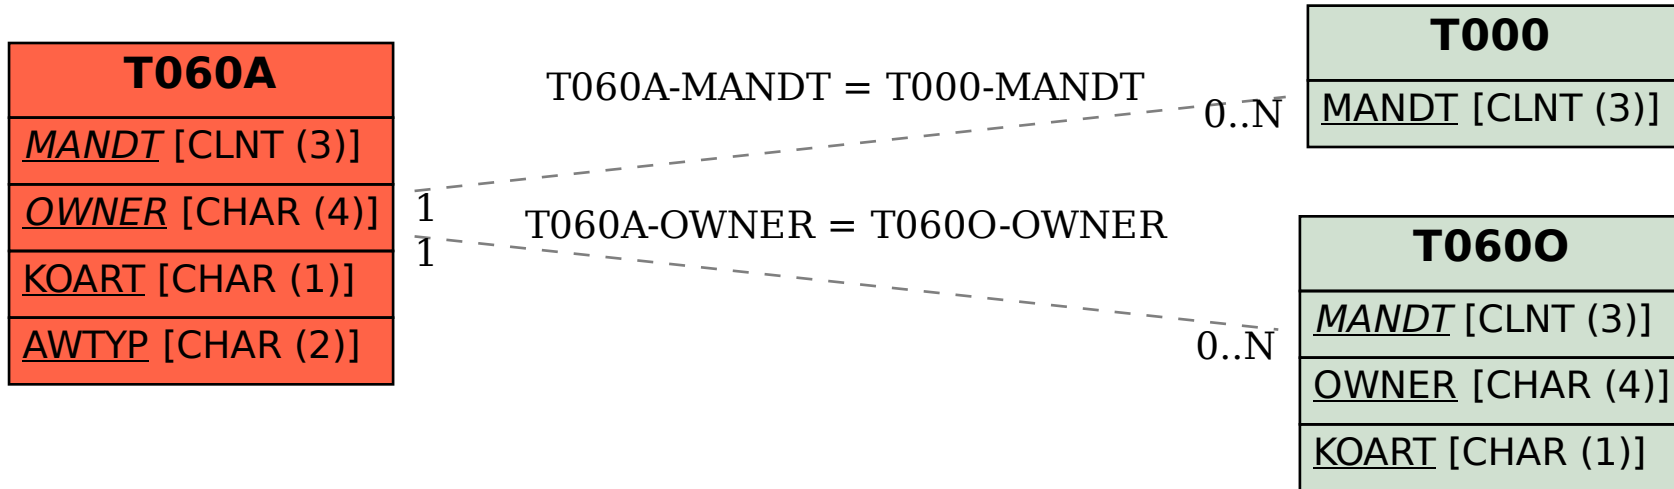 T060A
MANDT [CLNT (3)]
OWNER [CHAR (4)]
KOART [CHAR (1)]
AWTYP [CHAR (2)]
T060A-MANDT = T000-MANDT
1
0..N
T060A-OWNER = T060O-OWNER
1
0..N
T000
MANDT [CLNT (3)]
T060O
MANDT [CLNT (3)]
OWNER [CHAR (4)]
KOART [CHAR (1)]